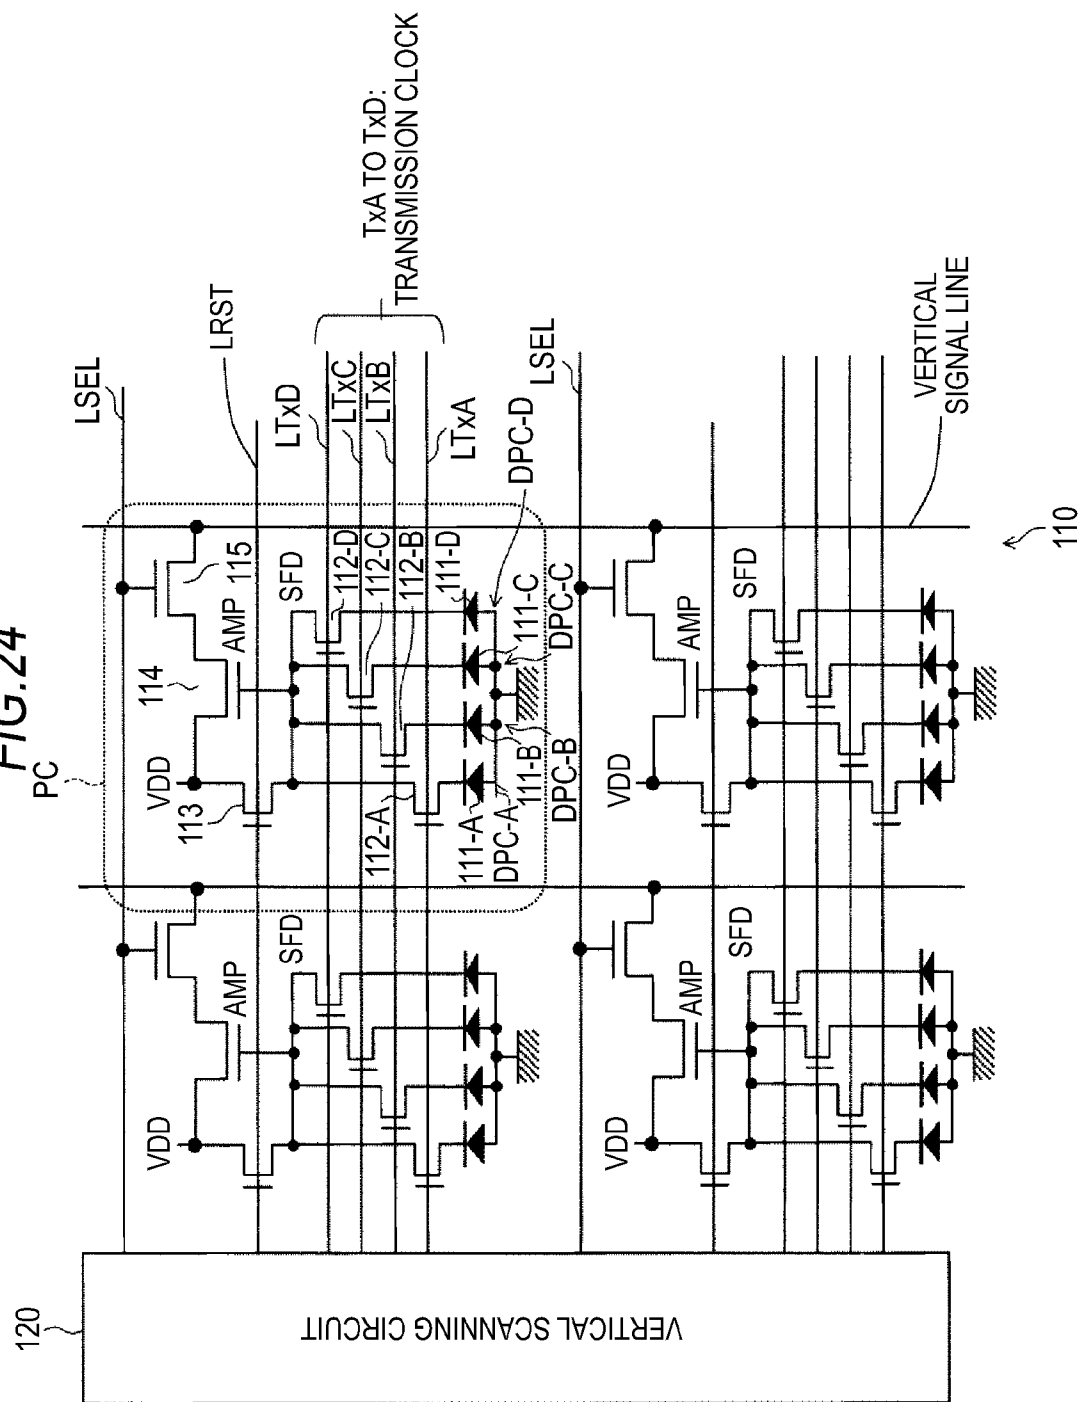 FIG.24
PC
LSEL
LRST
LTxD
LTxC
LTxB
LTxA
TxA TO TxD:
TRANSMISSION CLOCK
VDD
113
114
115
AMP
SFD
112-D
112-C
112-B
112-A
111-D
111-C
111-B
111-A
DPC-D
DPC-C
DPC-B
DPC-A
VDD
AMP
SFD
LSEL
VDD
AMP
SFD
VDD
AMP
SFD
VERTICAL
SIGNAL LINE
110
120
VERTICAL SCANNING CIRCUIT